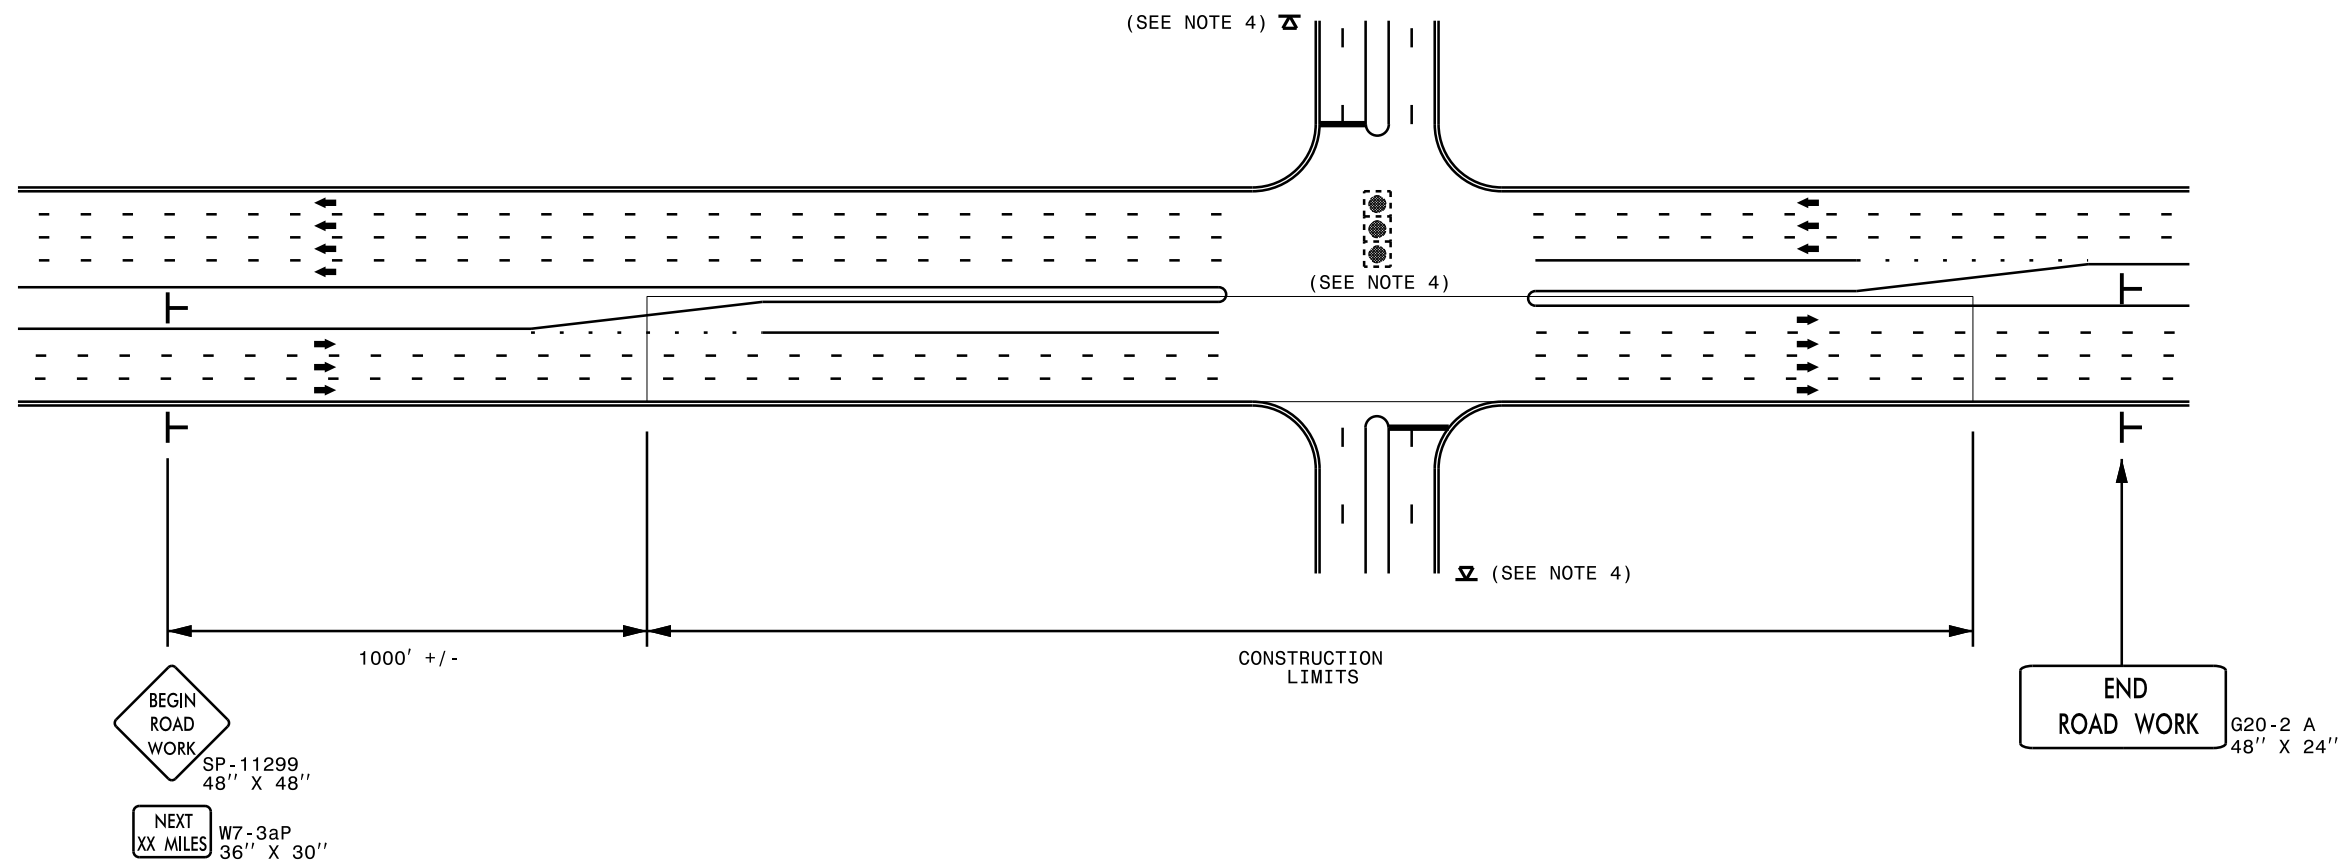 (SEE NOTE 4)
(SEE NOTE 4)
(SEE NOTE 4)
1000' +/-
CONSTRUCTION
LIMITS
BEGIN
ROAD
WORK
SP-11299
48'' X 48''
NEXT
XX MILES
W7-3aP
36'' X 30''
END
ROAD WORK
G20-2 A
48'' X 24''